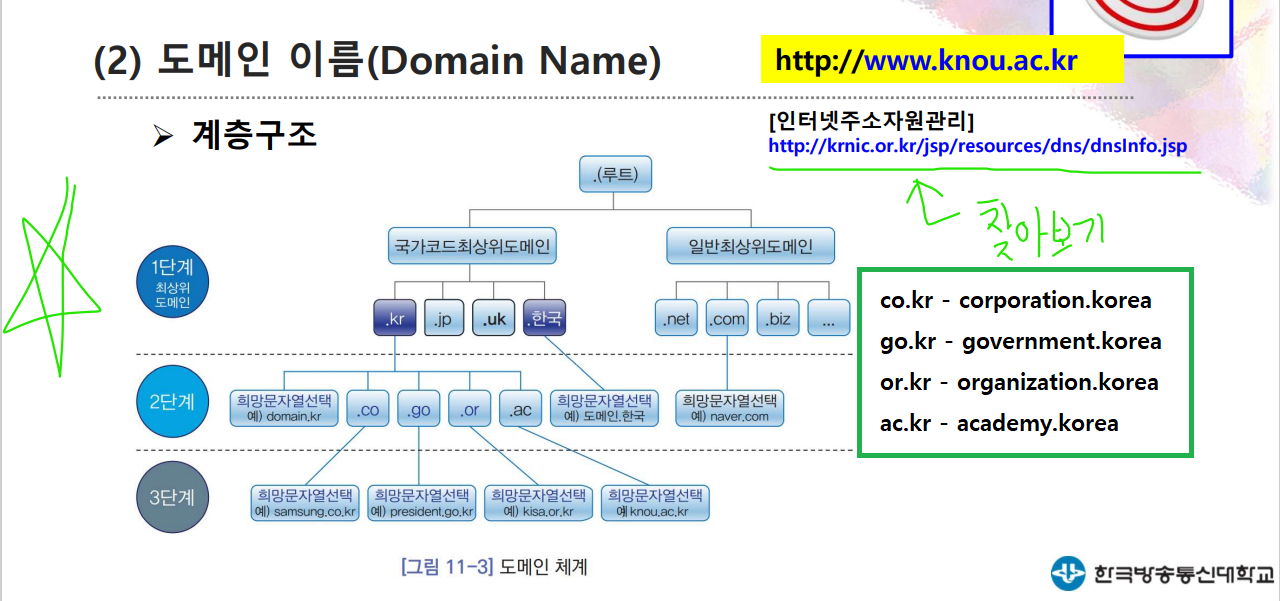 (2) 도메인 이름(Domain Name)
http://www.knou.ac.kr
➢ 계층구조
[인터넷주소자원관리]
http://krnic.or.kr/jsp/resources/dns/dnsInfo.jsp
찾아보기
.(루트)
국가코드최상위도메인
일반최상위도메인
1단계
최상위
도메인
.kr
.jp
.uk
.한국
.net
.com
.biz
...
co.kr - corporation.korea
go.kr - government.korea
or.kr - organization.korea
ac.kr - academy.korea
2단계
희망문자열선택
예) domain.kr
.co
.go
.or
.ac
희망문자열선택
예) 도메인.한국
희망문자열선택
예) naver.com
3단계
희망문자열선택
예) samsung.co.kr
희망문자열선택
예) president.go.kr
희망문자열선택
예) kisa.or.kr
희망문자열선택
예) knou.ac.kr
[그림 11-3] 도메인 체계
한국방송통신대학교